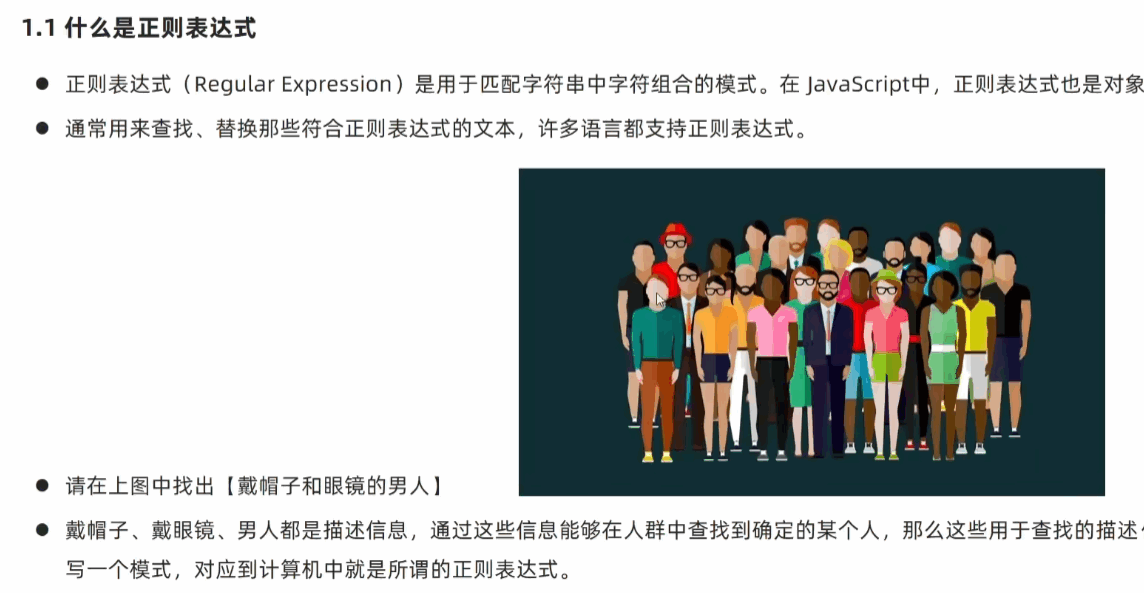 1.1 什么是正则表达式
● 正则表达式（Regular Expression）是用于匹配字符串中字符组合的模式。在 JavaScript中，正则表达式也是对象
● 通常用来查找、替换那些符合正则表达式的文本，许多语言都支持正则表达式。
● 请在上图中找出【戴帽子和眼镜的男人】
● 戴帽子、戴眼镜、男人都是描述信息，通过这些信息能够在人群中查找到确定的某个人，那么这些用于查找的描述
写一个模式，对应到计算机中就是所谓的正则表达式。